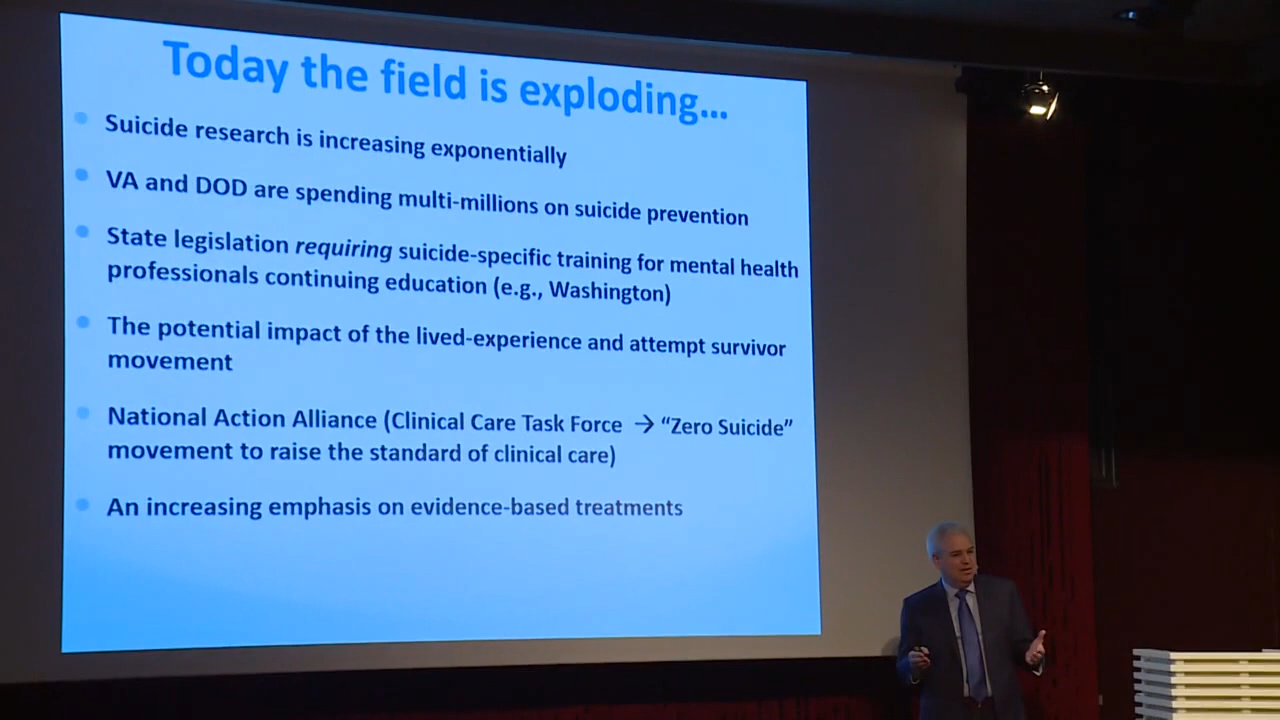 Today the field is exploding...
Suicide research is increasing exponentially
VA and DOD are spending multi-millions on suicide prevention
State legislation requiring suicide-specific training for mental health
professionals continuing education (e.g., Washington)
The potential impact of the lived-experience and attempt survivor
movement
National Action Alliance (Clinical Care Task Force → “Zero Suicide”
movement to raise the standard of clinical care)
An increasing emphasis on evidence-based treatments